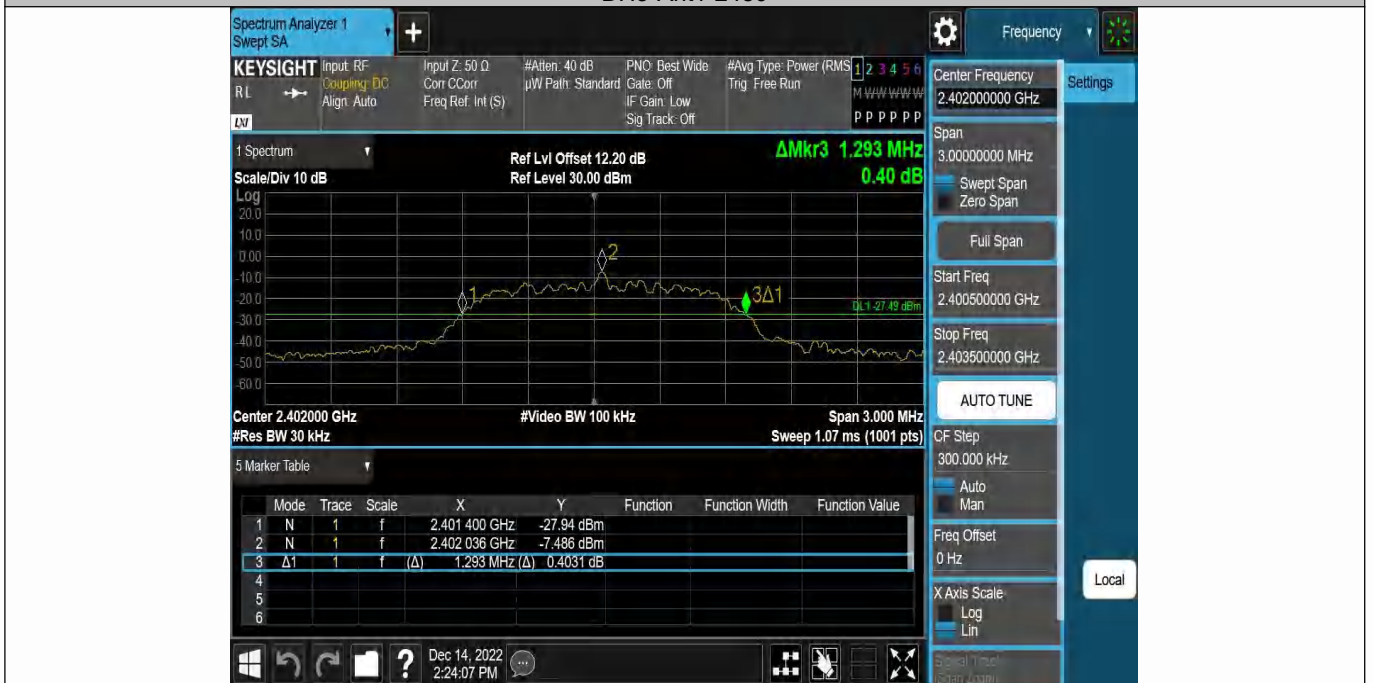 Spectrum Analyzer 1
Swept SA
+
Frequency
KEYSIGHT
RL
LXI
Input: RF
Coupling: DC
Align: Auto
Input Z: 50 Ω
Corr CCorr
Freq Ref: Int (S)
#Atten: 40 dB
µW Path: Standard
PNO: Best Wide
Gate: Off
IF Gain: Low
Sig Track: Off
#Avg Type: Power (RMS
Trig: Free Run
1 2 3 4 5 6
M W W W W W
P P P P P P
Center Frequency
2.402000000 GHz
Settings
Span
3.00000000 MHz
Swept Span
Zero Span
Full Span
Start Freq
2.400500000 GHz
Stop Freq
2.403500000 GHz
AUTO TUNE
CF Step
300.000 kHz
Auto
Man
Freq Offset
0 Hz
X Axis Scale
Log
Lin
Local
1 Spectrum
Scale/Div 10 dB
Ref Lvl Offset 12.20 dB
Ref Level 30.00 dBm
ΔMkr3 1.293 MHz
0.40 dB
Log
20.0
10.0
0.00
-10.0
-20.0
-30.0
-40.0
-50.0
-60.0
1
2
3Δ1
DL1 -27.49 dBm
Center 2.402000 GHz
#Video BW 100 kHz
Span 3.000 MHz
#Res BW 30 kHz
Sweep 1.07 ms (1001 pts)
5 Marker Table
Mode Trace Scale X Y Function Function Width Function Value
1 N 1 f 2.401 400 GHz -27.94 dBm
2 N 1 f 2.402 036 GHz -7.486 dBm
3 Δ1 1 f (Δ) 1.293 MHz (Δ) 0.4031 dB
4
5
6
?
Dec 14, 2022
2:24:07 PM